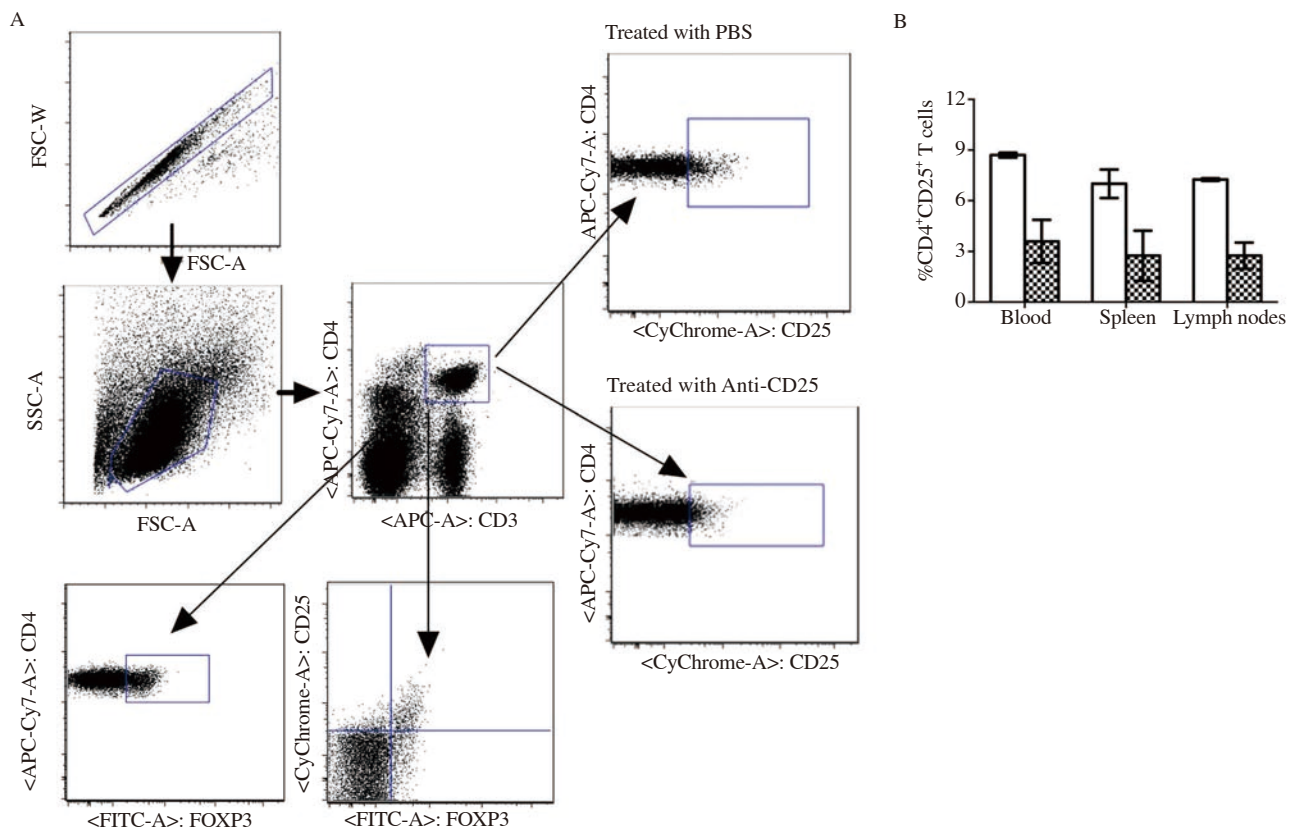 A
FSC-W
FSC-A
SSC-A
FSC-A
<APC-Cy7-A>: CD4
<APC-A>: CD3
Treated with PBS
APC-Cy7-A: CD4
<CyChrome-A>: CD25
Treated with Anti-CD25
<APC-Cy7-A>: CD4
<CyChrome-A>: CD25
<APC-Cy7-A>: CD4
<FITC-A>: FOXP3
<CyChrome-A>: CD25
<FITC-A>: FOXP3
B
%CD4⁺CD25⁺ T cells
12
9
6
3
0
Blood Spleen Lymph nodes